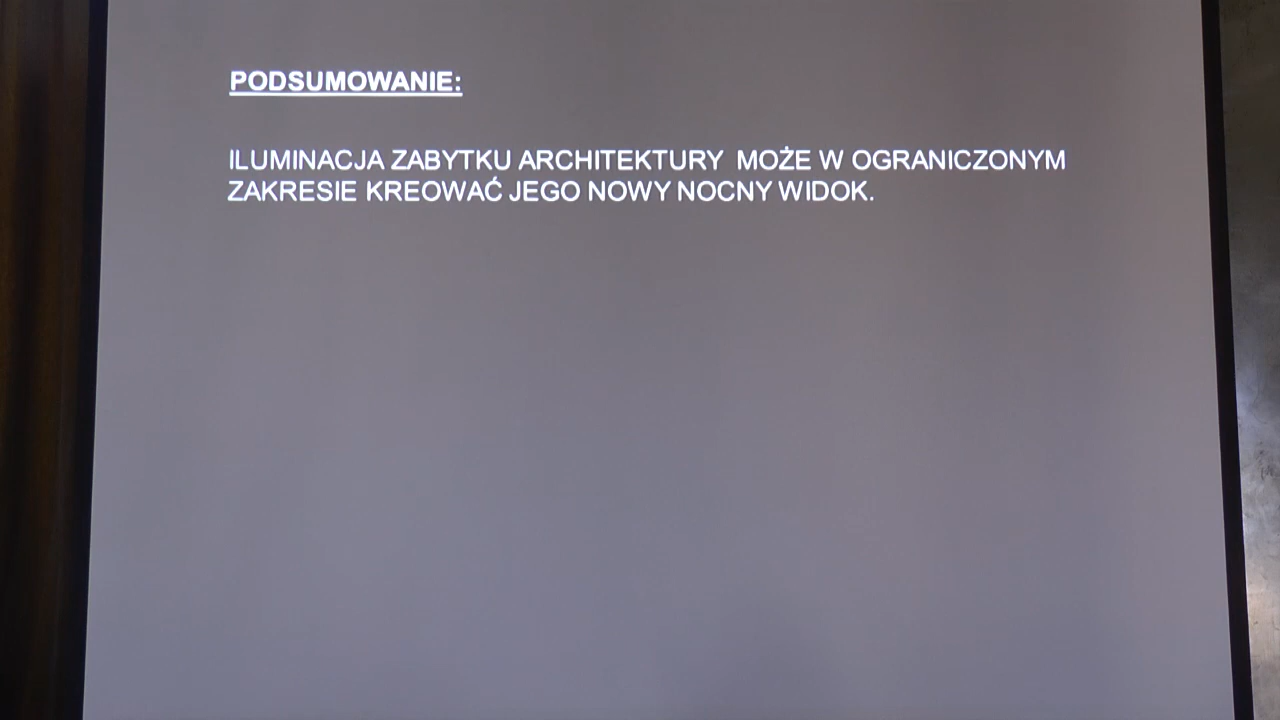 PODSUMOWANIE:
ILUMINACJA ZABYTKU ARCHITEKTURY MOŻE W OGRANICZONYM
ZAKRESIE KREOWAĆ JEGO NOWY NOCNY WIDOK.